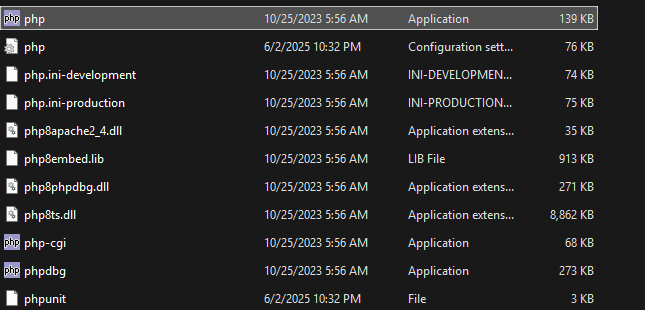 php php 10/25/2023 5:56 AM Application 139 KB
php 6/2/2025 10:32 PM Configuration sett... 76 KB
php.ini-development 10/25/2023 5:56 AM INI-DEVELOPMEN... 74 KB
php.ini-production 10/25/2023 5:56 AM INI-PRODUCTION... 75 KB
php8apache2_4.dll 10/25/2023 5:56 AM Application extens... 35 KB
php8embed.lib 10/25/2023 5:56 AM LIB File 913 KB
php8phpdbg.dll 10/25/2023 5:56 AM Application extens... 271 KB
php8ts.dll 10/25/2023 5:56 AM Application extens... 8,862 KB
php php-cgi 10/25/2023 5:56 AM Application 68 KB
php phpdbg 10/25/2023 5:56 AM Application 273 KB
phpunit 6/2/2025 10:32 PM File 3 KB